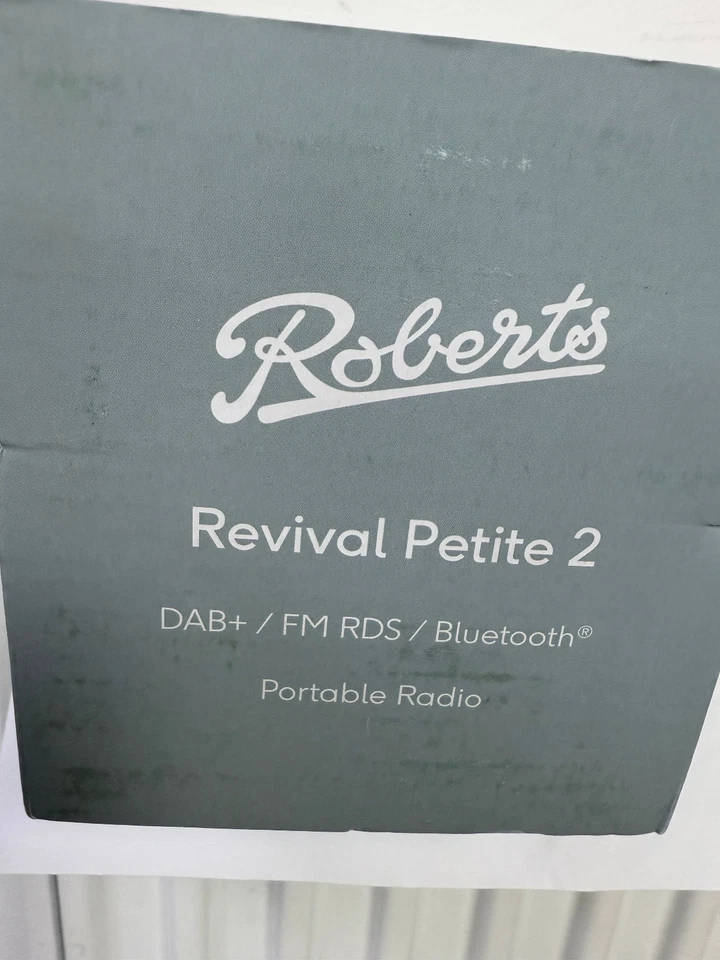 Roberts
Revival Petite 2
DAB+ / FM RDS / Bluetooth®
Portable Radio